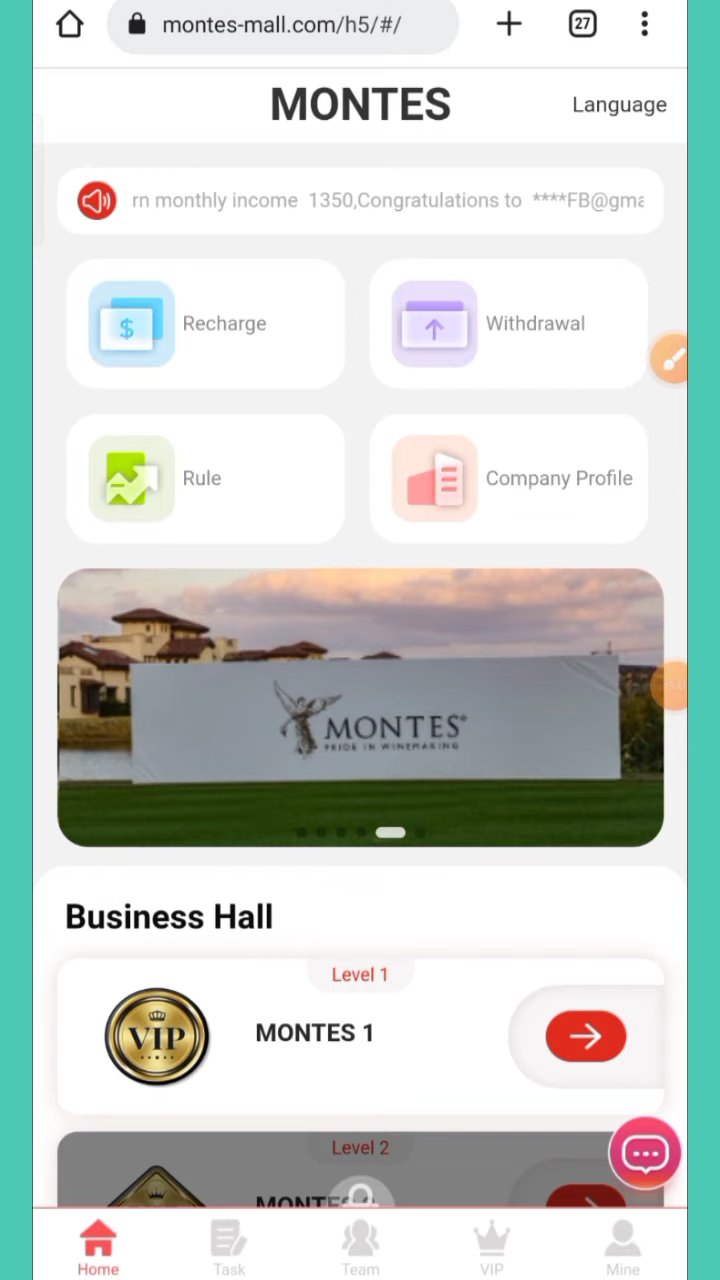 montes-mall.com/h5/#/
27
MONTES
Language
rn monthly income 1350,Congratulations to ****FB@gma
$
Recharge
Withdrawal
Rule
Company Profile
MONTES®
PRIDE IN WINEMAKING
Business Hall
Level 1
VIP
MONTES 1
Level 2
Home
Task
Team
VIP
Mine